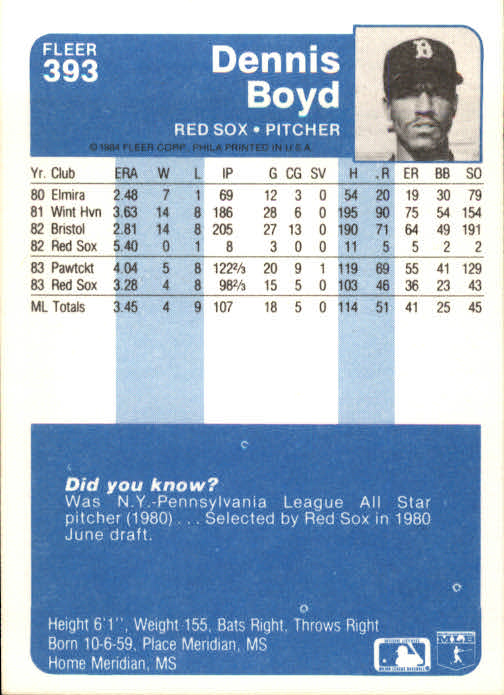 FLEER
393
Dennis
Boyd
RED SOX • PITCHER
© 1984 FLEER CORP. PHILA PRINTED IN U.S.A.
Yr. Club ERA W L IP G CG SV H R ER BB SO
80 Elmira 2.48 7 1 69 12 3 0 54 20 19 30 79
81 Wint Hvn 3.63 14 8 186 28 6 0 195 90 75 54 154
82 Bristol 2.81 14 8 205 27 13 0 190 71 64 49 191
82 Red Sox 5.40 0 1 8 3 0 0 11 5 5 2 2
83 Pawtckt 4.04 5 8 122⅔ 20 9 1 119 69 55 41 129
83 Red Sox 3.28 4 8 98⅔ 15 5 0 103 46 36 23 43
ML Totals 3.45 4 9 107 18 5 0 114 51 41 25 45
Did you know?
Was N.Y.-Pennsylvania League All Star
pitcher (1980) . . . Selected by Red Sox in 1980
June draft.
Height 6'1", Weight 155, Bats Right, Throws Right
Born 10-6-59, Place Meridian, MS
Home Meridian, MS
B